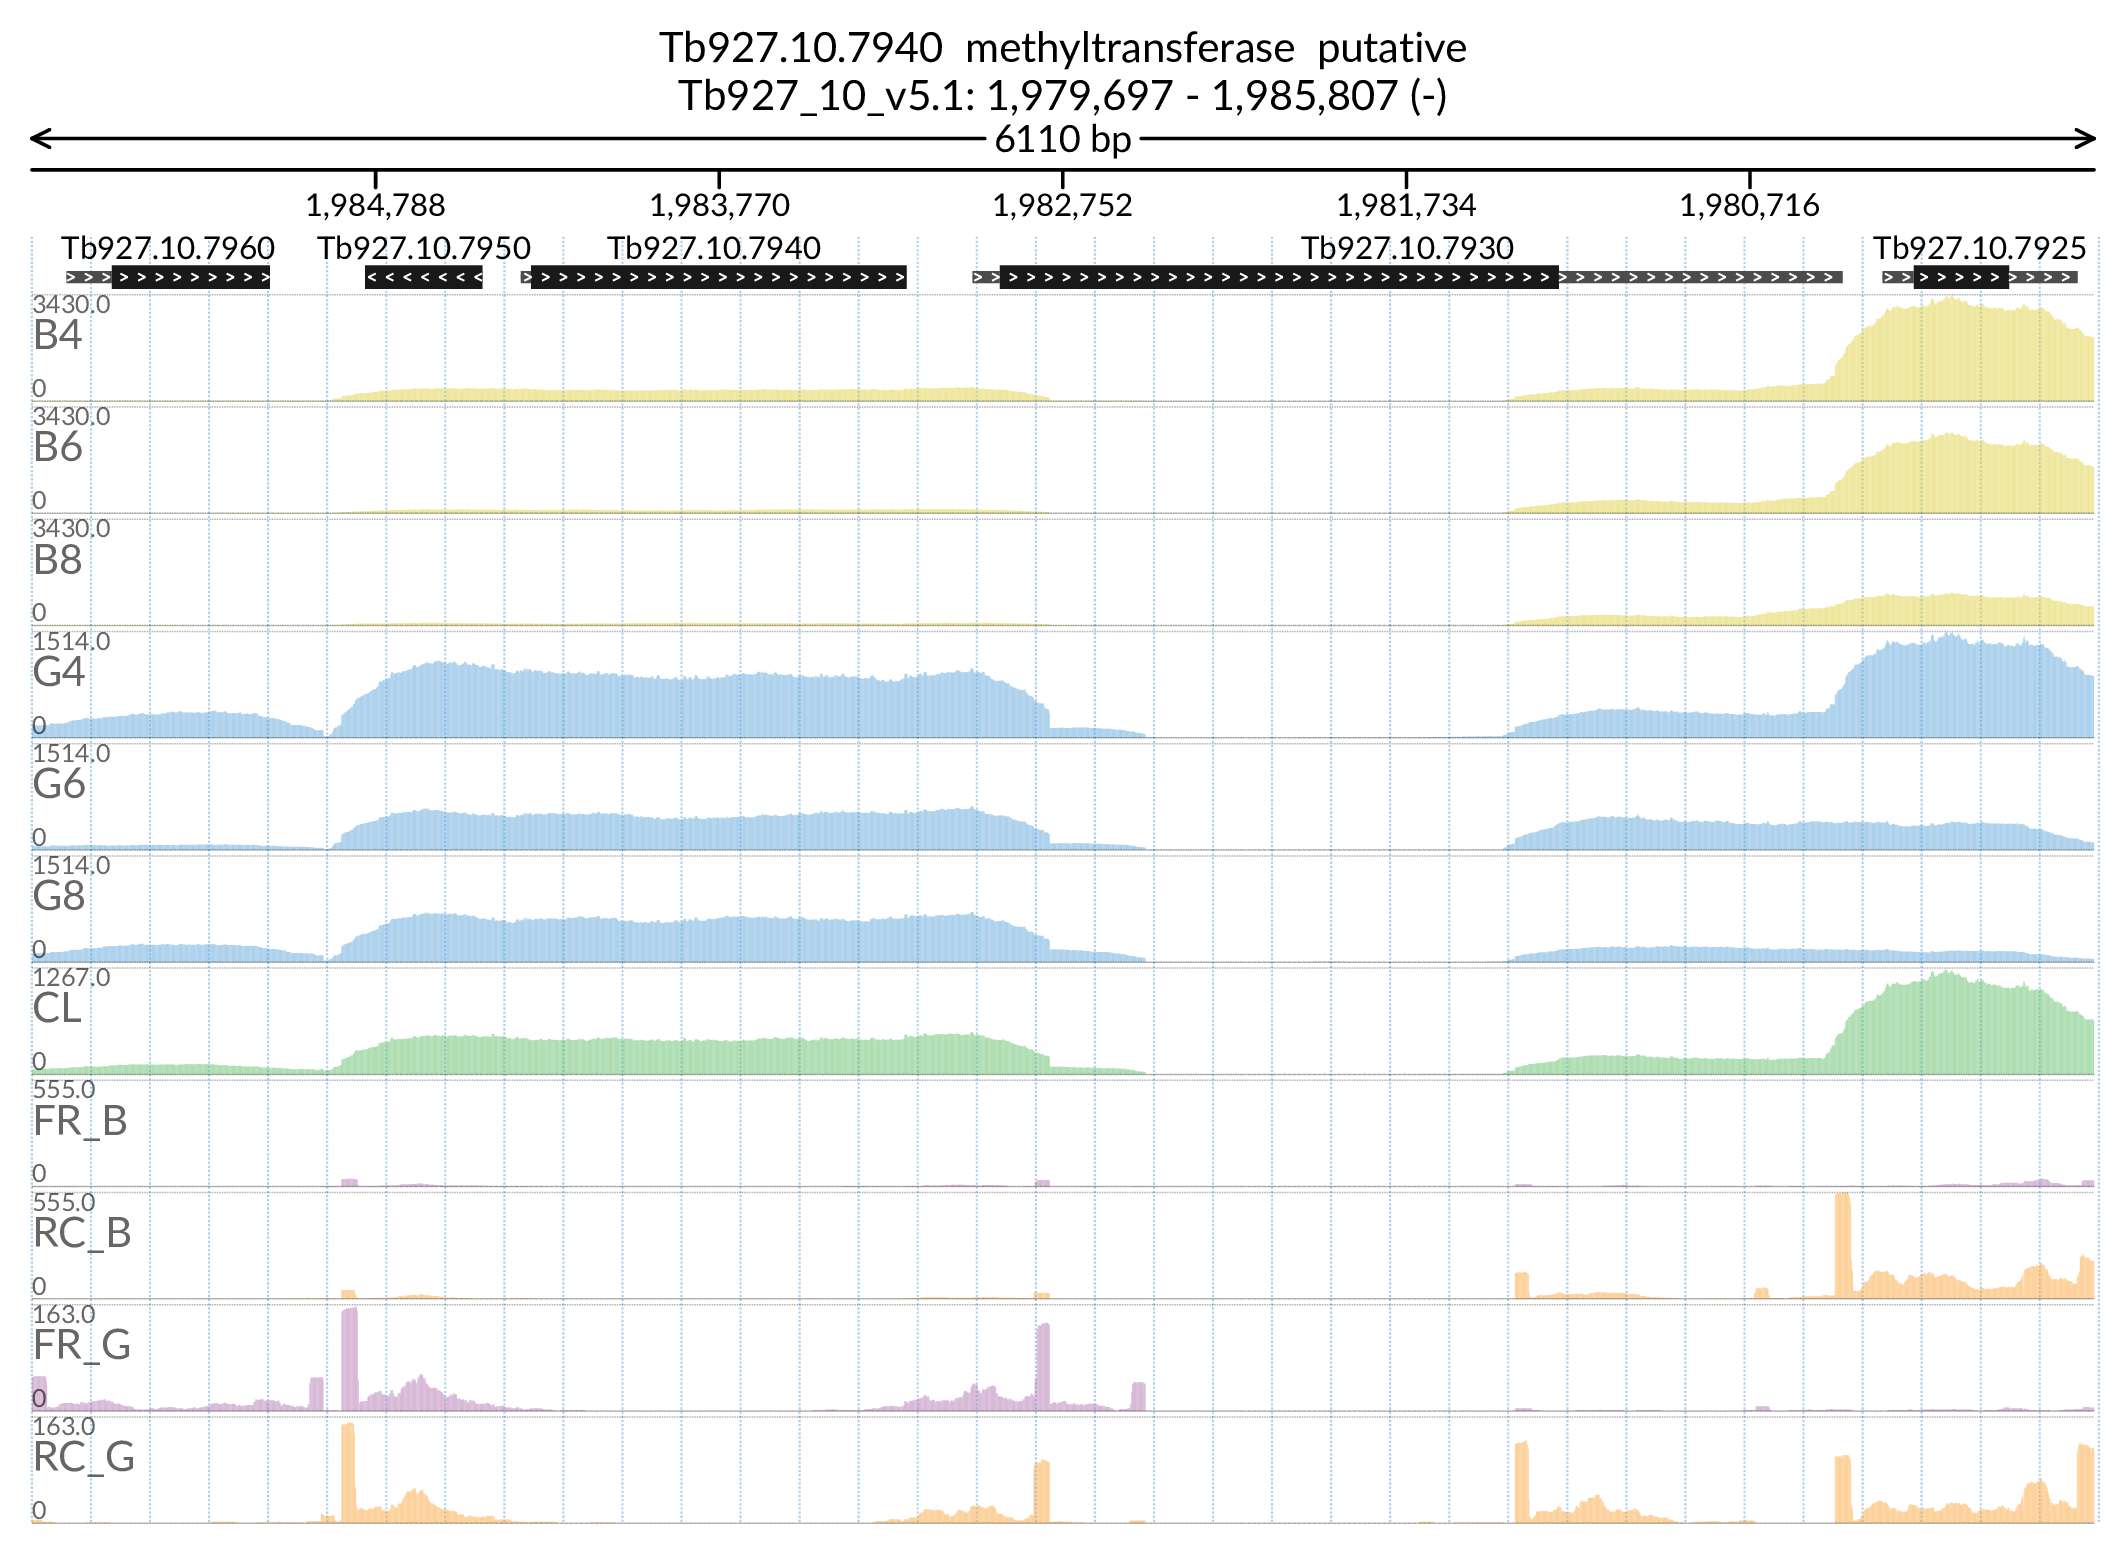 Tb927.10.7940 methyltransferase putative
Tb927_10_v5.1: 1,979,697 - 1,985,807 (-)
6110 bp
1,984,788 1,983,770 1,982,752 1,981,734 1,980,716
Tb927.10.7960 Tb927.10.7950 Tb927.10.7940 Tb927.10.7930 Tb927.10.7925
3430.0
B4
0
3430.0
B6
0
3430.0
B8
0
1514.0
G4
0
1514.0
G6
0
1514.0
G8
0
1267.0
CL
0
555.0
FR_B
0
555.0
RC_B
0
163.0
FR_G
0
163.0
RC_G
0